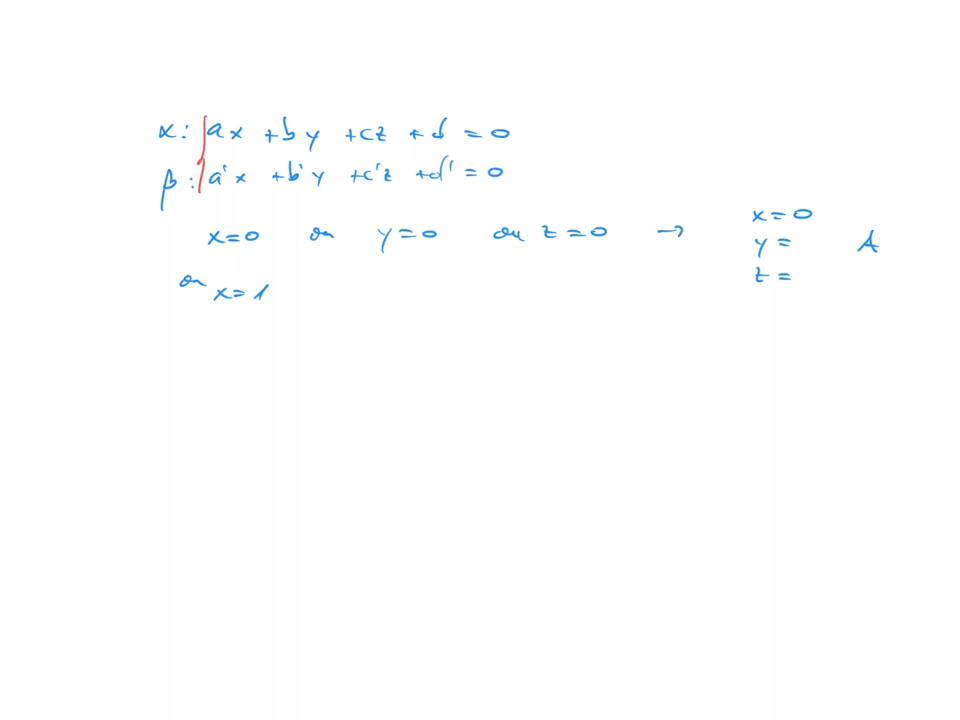 α: ax + by + cz + d = 0
β: a'x + b'y + c'z + d' = 0
x = 0 ou y = 0 ou z = 0 → x = 0
y = A
z =
ou x = 1